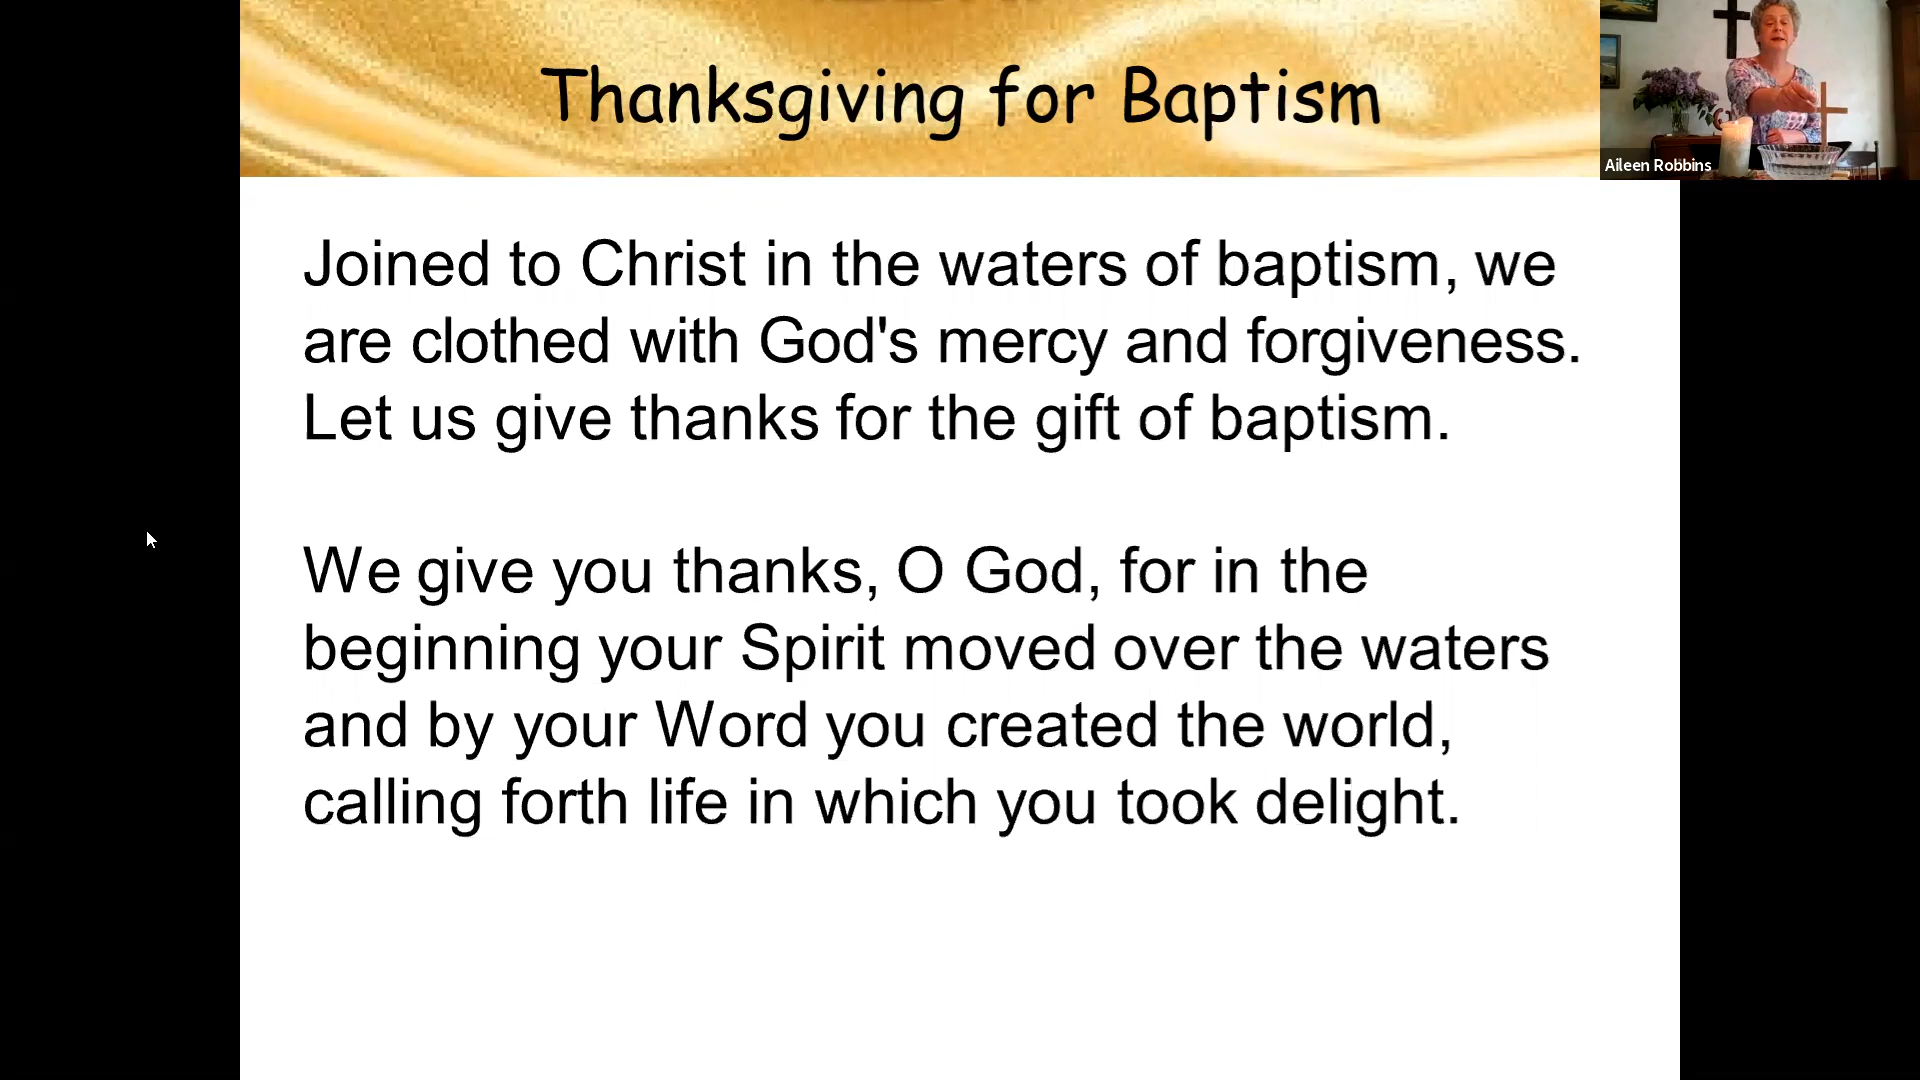 Thanksgiving for Baptism
Aileen Robbins
Joined to Christ in the waters of baptism, we
are clothed with God's mercy and forgiveness.
Let us give thanks for the gift of baptism.
We give you thanks, O God, for in the
beginning your Spirit moved over the waters
and by your Word you created the world,
calling forth life in which you took delight.